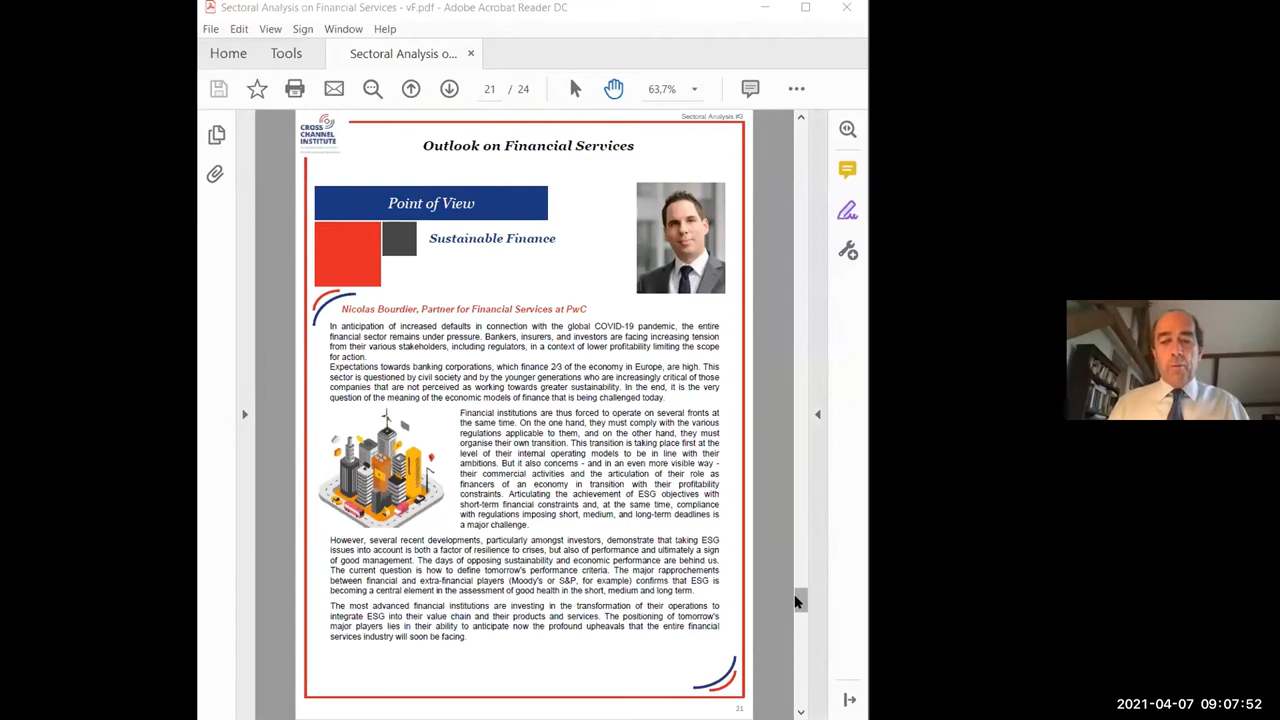 Sectoral Analysis on Financial Services - vF.pdf - Adobe Acrobat Reader DC
File Edit View Sign Window Help
Home Tools Sectoral Analysis o... ×
21 / 24 63,7%
Sectoral Analysis #3
CROSS
CHANNEL
INSTITUTE
Outlook on Financial Services
Point of View
Sustainable Finance
Nicolas Bourdier, Partner for Financial Services at PwC
In anticipation of increased defaults in connection with the global COVID-19 pandemic, the entire
financial sector remains under pressure. Bankers, insurers, and investors are facing increasing tension
from their various stakeholders, including regulators, in a context of lower profitability limiting the scope
for action.
Expectations towards banking corporations, which finance 2/3 of the economy in Europe, are high. This
sector is questioned by civil society and by the younger generations who are increasingly critical of those
companies that are not perceived as working towards greater sustainability. In the end, it is the very
question of the meaning of the economic models of finance that is being challenged today.
Financial institutions are thus forced to operate on several fronts at
the same time. On the one hand, they must comply with the various
regulations applicable to them, and on the other hand, they must
organise their own transition. This transition is taking place first at the
level of their internal operating models to be in line with their
ambitions. But it also concerns - and in an even more visible way -
their commercial activities and the articulation of their role as
financers of an economy in transition with their profitability
constraints. Articulating the achievement of ESG objectives with
short-term financial constraints and, at the same time, compliance
with regulations imposing short, medium, and long-term deadlines is
a major challenge.
However, several recent developments, particularly amongst investors, demonstrate that taking ESG
issues into account is both a factor of resilience to crises, but also of performance and ultimately a sign
of good management. The days of opposing sustainability and economic performance are behind us.
The current question is how to define tomorrow's performance criteria. The major rapprochements
between financial and extra-financial players (Moody's or S&P, for example) confirms that ESG is
becoming a central element in the assessment of good health in the short, medium and long term.
The most advanced financial institutions are investing in the transformation of their operations to
integrate ESG into their value chain and their products and services. The positioning of tomorrow's
major players lies in their ability to anticipate now the profound upheavals that the entire financial
services industry will soon be facing.
21
2021-04-07 09:07:52